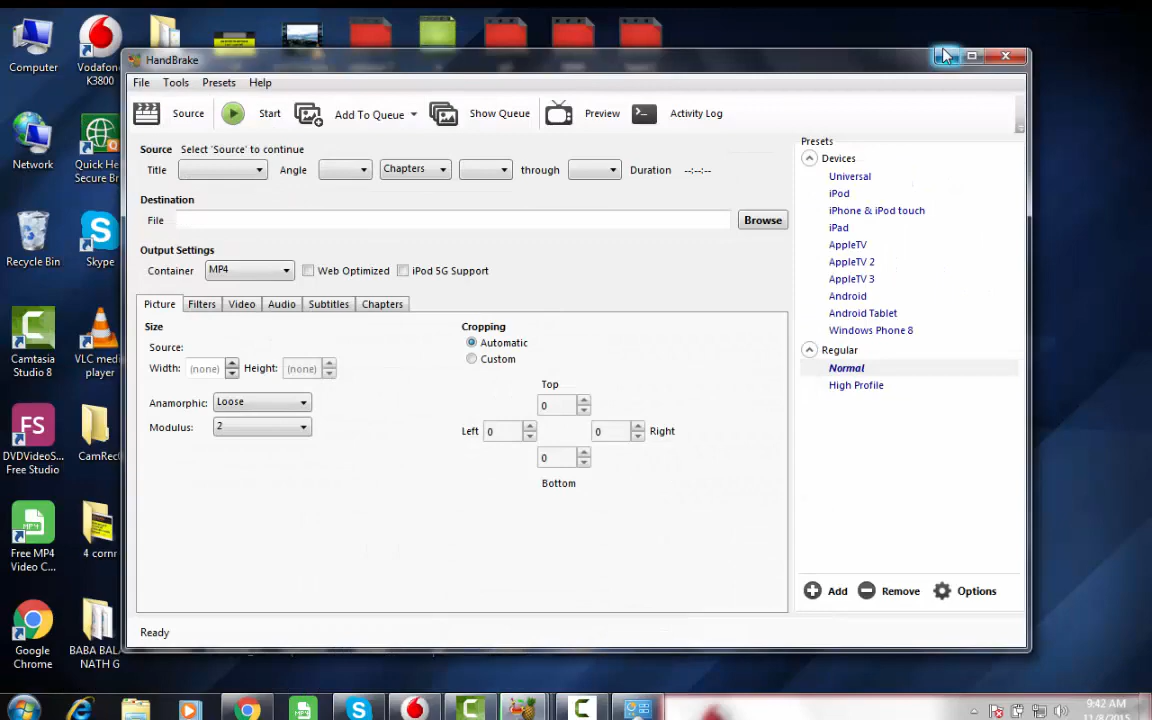 Computer
Vodafon
K3800
Network
Quick He
Secure Br
Recycle Bin
Skype
Camtasia
Studio 8
VLC medi
player
DVDVideoS...
Free Studio
CamRec
Free MP4
Video C...
4 cornr
Google
Chrome
BABA BALA
NATH G
HandBrake
File Tools Presets Help
Source Start Add To Queue Show Queue Preview Activity Log
Source Select 'Source' to continue
Title Angle Chapters through Duration --:--:--
Destination
File Browse
Output Settings
Container MP4 Web Optimized iPod 5G Support
Picture Filters Video Audio Subtitles Chapters
Size
Source:
Width: (none) Height: (none)
Anamorphic: Loose
Modulus: 2
Cropping
Automatic
Custom
Top
0
Left 0 0 Right
0
Bottom
Presets
Devices
Universal
iPod
iPhone & iPod touch
iPad
AppleTV
AppleTV 2
AppleTV 3
Android
Android Tablet
Windows Phone 8
Regular
Normal
High Profile
Add Remove Options
Ready
9:42 AM
11/8/2015